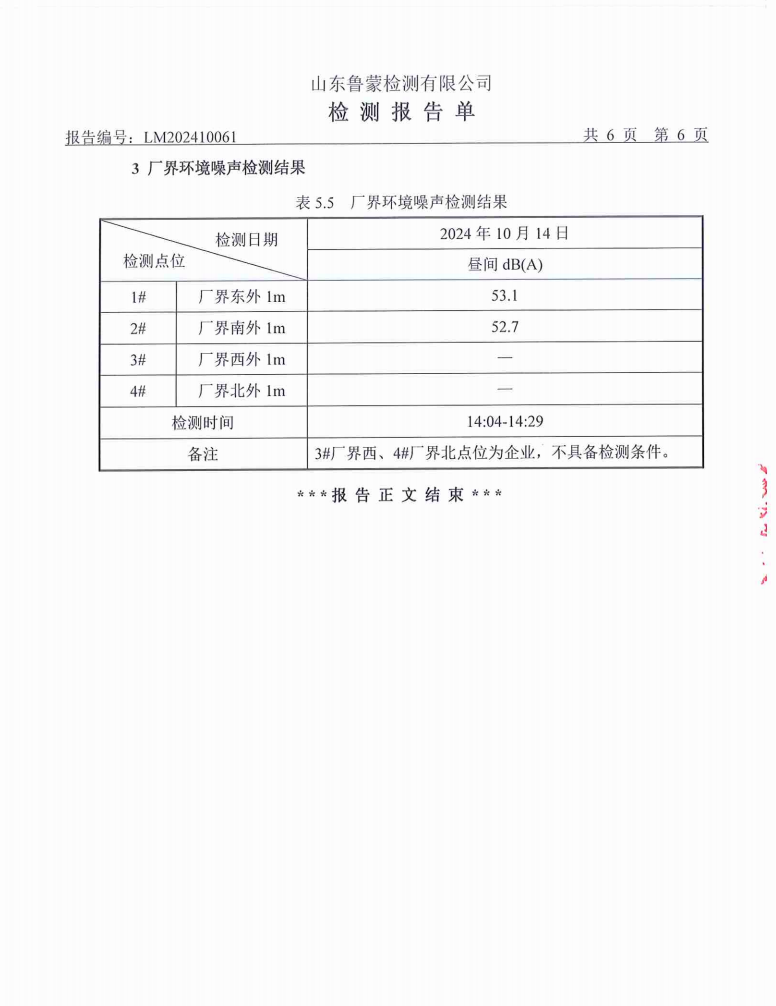 山东鲁蒙检测有限公司
检 测 报 告 单
报告编号：LM202410061 共 6 页 第 6 页
3 厂界环境噪声检测结果
表 5.5 厂界环境噪声检测结果
检测日期 2024 年 10 月 14 日
检测点位 昼间 dB(A)
1# 厂界东外 1m 53.1
2# 厂界南外 1m 52.7
3# 厂界西外 1m —
4# 厂界北外 1m —
检测时间 14:04-14:29
备注 3#厂界西、4#厂界北点位为企业，不具备检测条件。
***报 告 正 文 结 束 ***